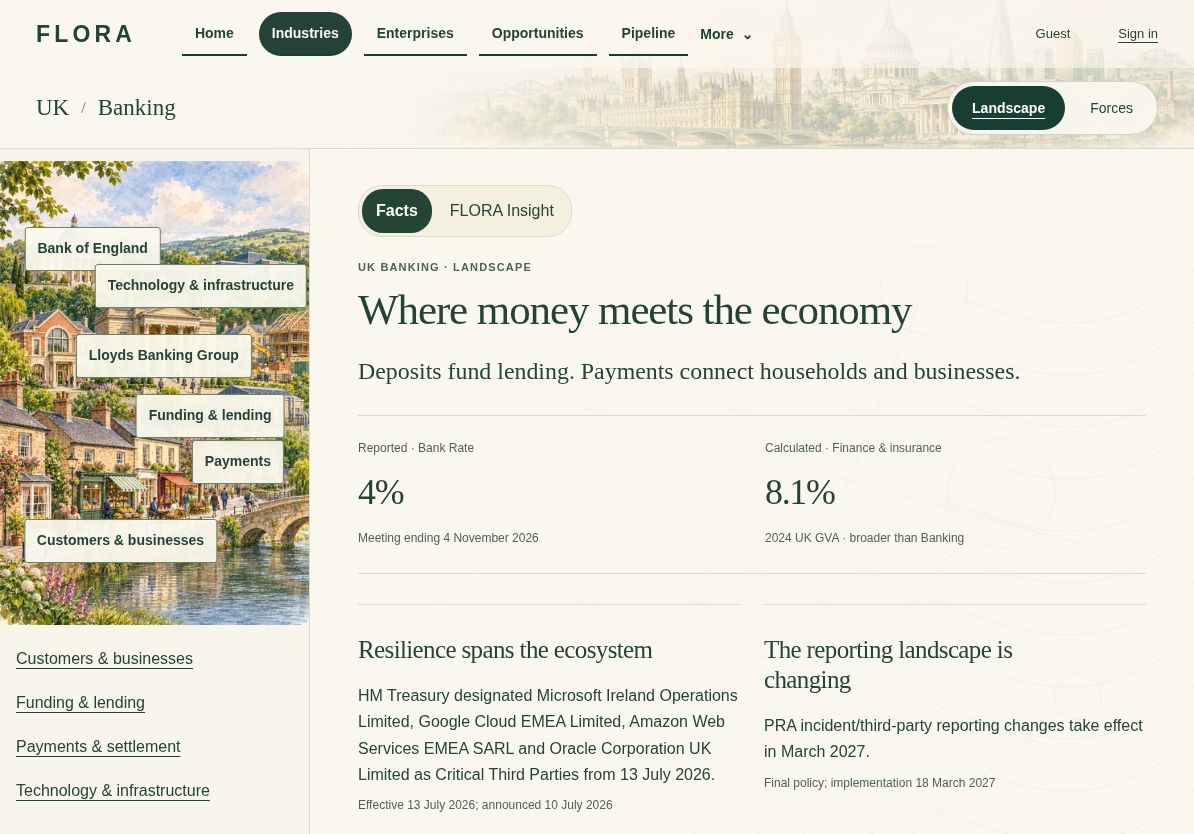 FLORA
Home
Industries
Enterprises
Opportunities
Pipeline
More
Guest
Sign in
UK / Banking
Landscape
Forces
Bank of England
Technology & infrastructure
Lloyds Banking Group
Funding & lending
Payments
Customers & businesses
Customers & businesses
Funding & lending
Payments & settlement
Technology & infrastructure
Facts
FLORA Insight
UK BANKING · LANDSCAPE
Where money meets the economy
Deposits fund lending. Payments connect households and businesses.
Reported · Bank Rate
4%
Meeting ending 4 November 2026
Calculated · Finance & insurance
8.1%
2024 UK GVA · broader than Banking
Resilience spans the ecosystem
HM Treasury designated Microsoft Ireland Operations
Limited, Google Cloud EMEA Limited, Amazon Web
Services EMEA SARL and Oracle Corporation UK
Limited as Critical Third Parties from 13 July 2026.
Effective 13 July 2026; announced 10 July 2026
The reporting landscape is
changing
PRA incident/third-party reporting changes take effect
in March 2027.
Final policy; implementation 18 March 2027